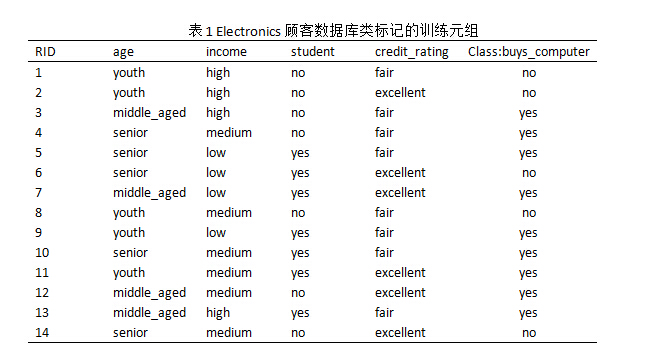 表 1 Electronics 顾客数据库类标记的训练元组
RID age income student credit_rating Class:buys_computer
1 youth high no fair no
2 youth high no excellent no
3 middle_aged high no fair yes
4 senior medium no fair yes
5 senior low yes fair yes
6 senior low yes excellent no
7 middle_aged low yes excellent yes
8 youth medium no fair no
9 youth low yes fair yes
10 senior medium yes fair yes
11 youth medium yes excellent yes
12 middle_aged medium no excellent yes
13 middle_aged high yes fair yes
14 senior medium no excellent no